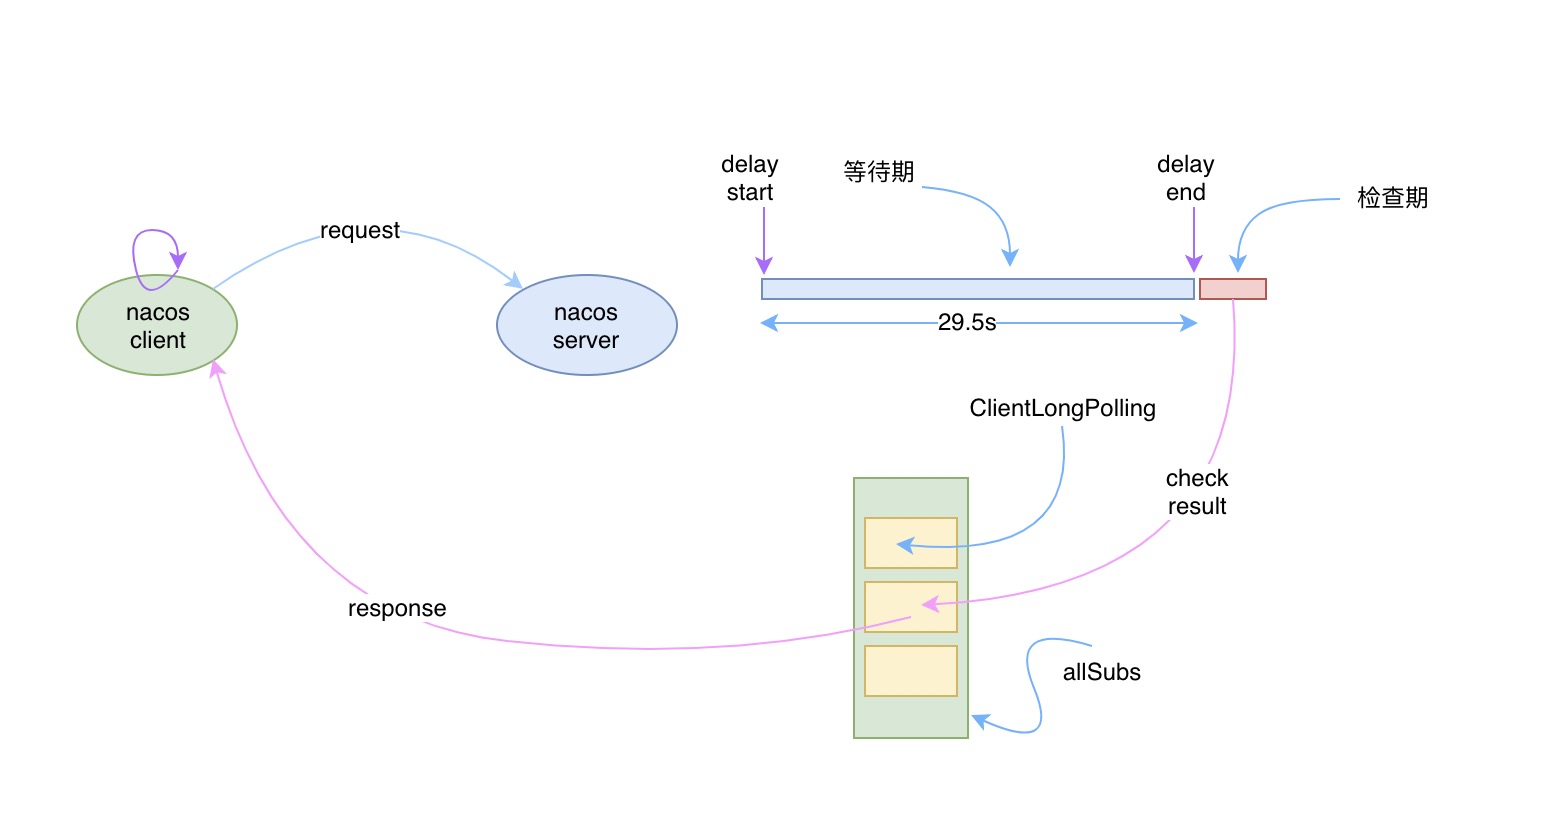 delay
start
等待期
delay
end
检查期
request
nacos
client
nacos
server
29.5s
ClientLongPolling
check
result
response
allSubs